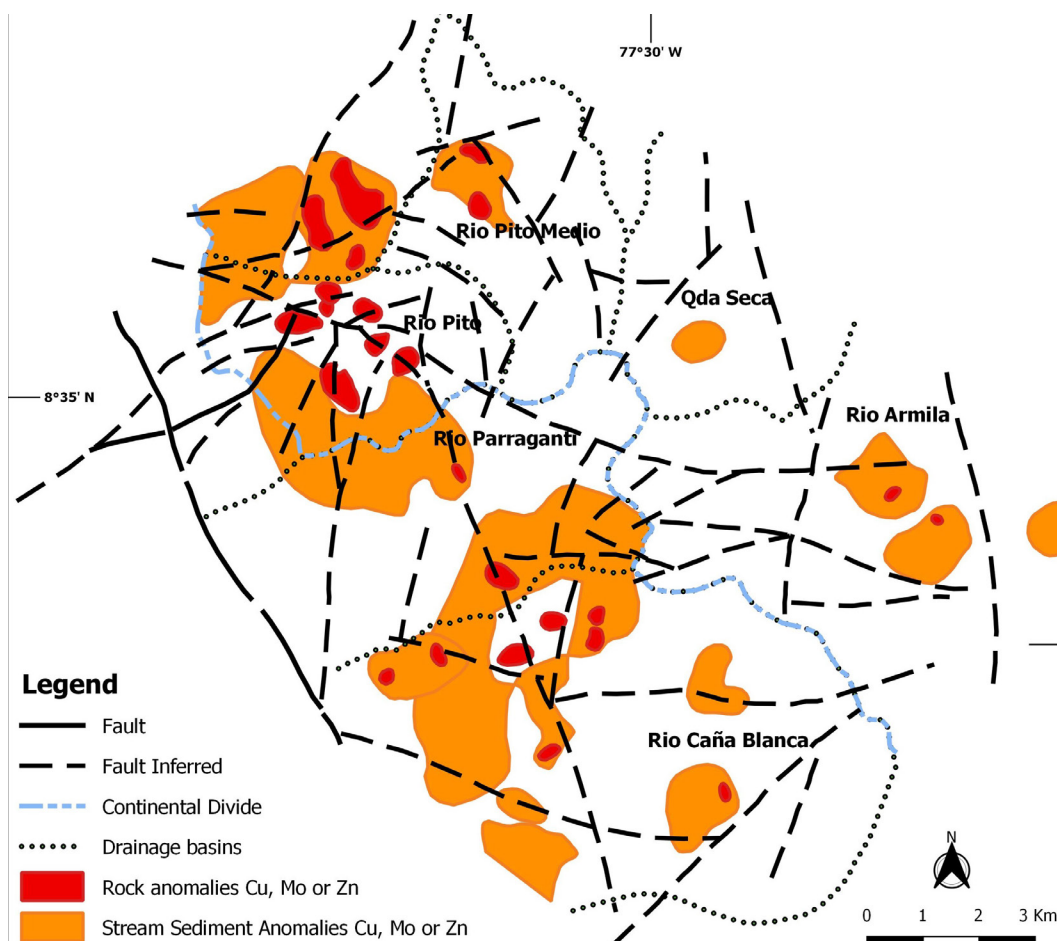 77°30' W
Rio Pito Medio
Qda Seca
Rio Pito
8°35' N
Rio Armila
Rio Parraganti
Legend
Fault
Fault Inferred
Rio Caña Blanca
Continental Divide
Drainage basins
N
Rock anomalies Cu, Mo or Zn
0 1 2 3 Km
Stream Sediment Anomalies Cu, Mo or Zn